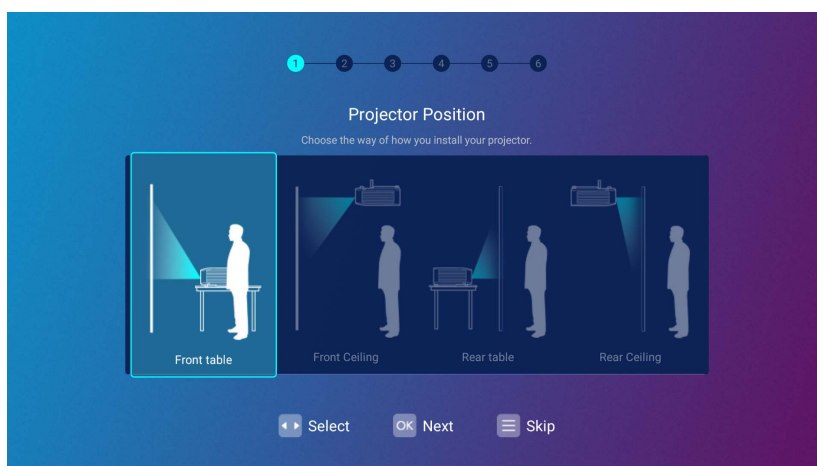 1 2 3 4 5 6
Projector Position
Choose the way of how you install your projector.
Front table Front Ceiling Rear table Rear Ceiling
Select OK Next Skip